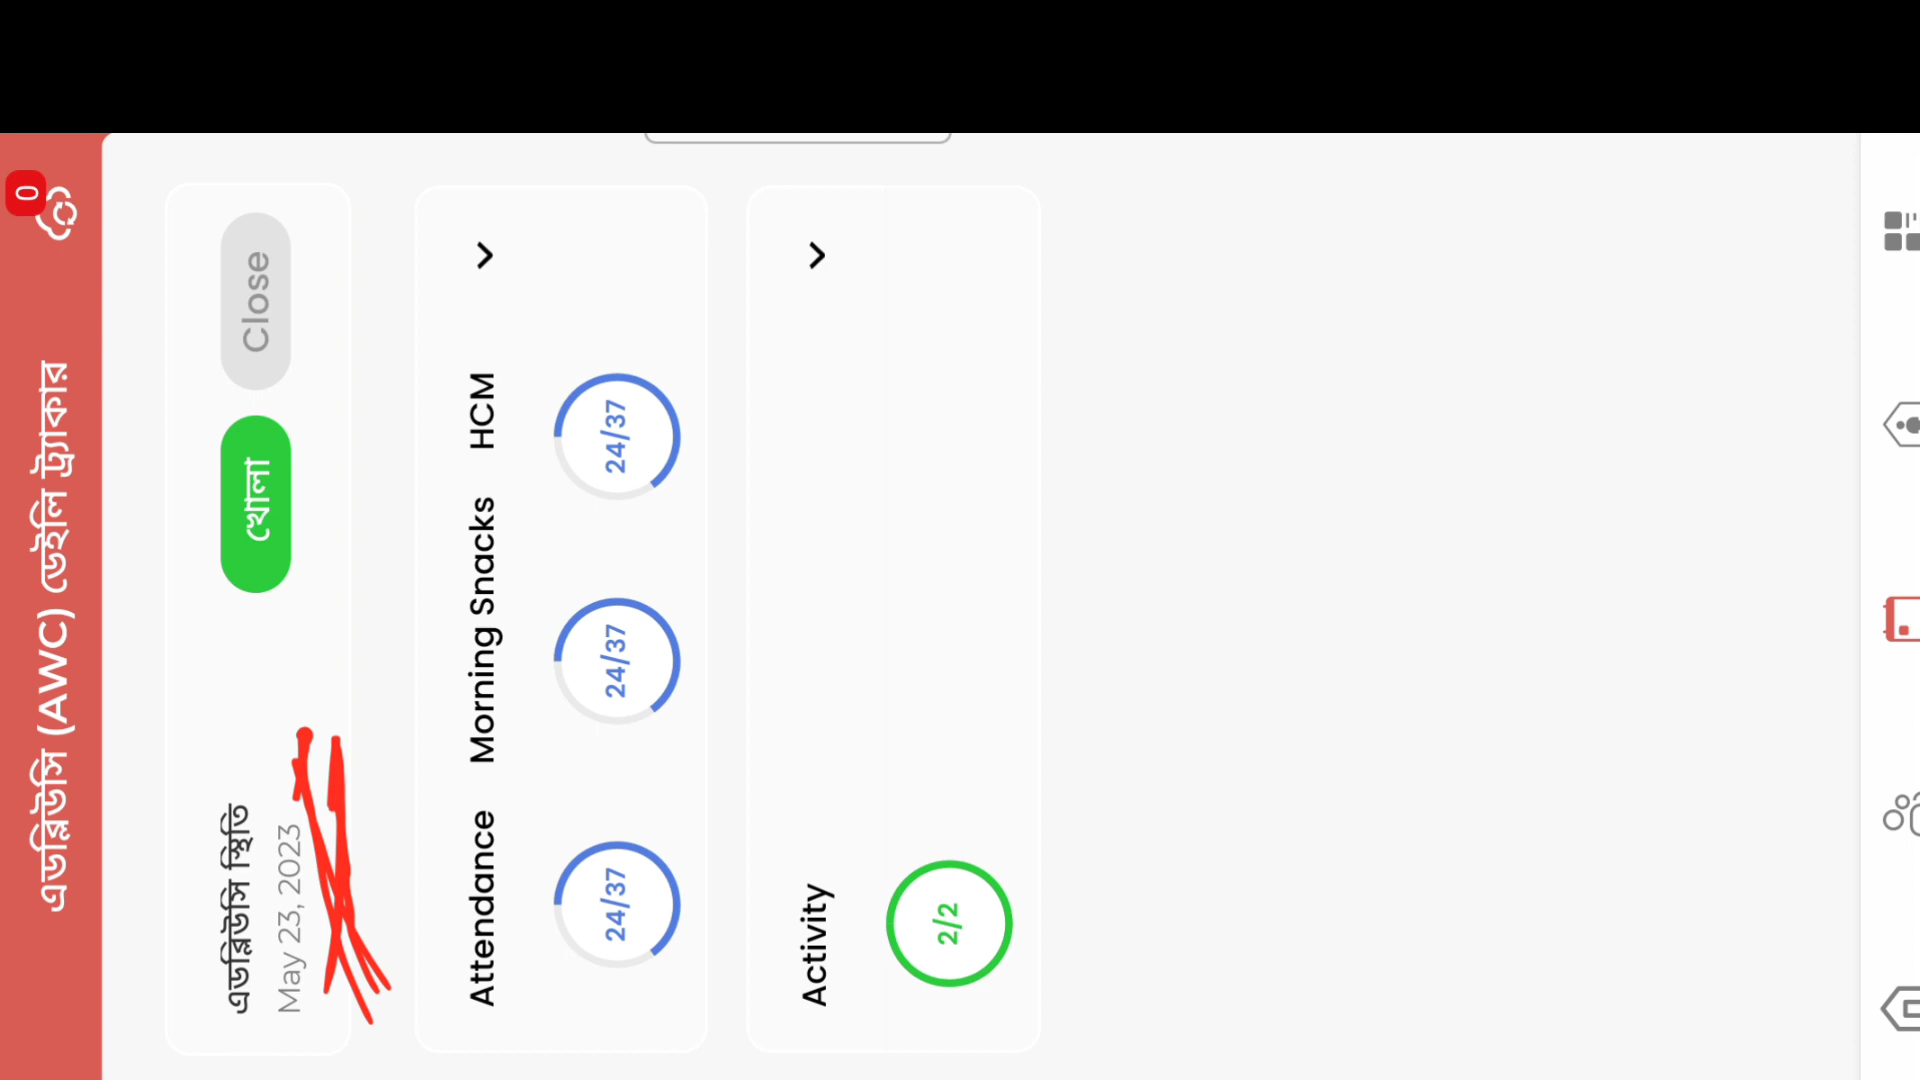 এডব্লিউসি (AWC) ডেইলি ট্র্যাকার
0
এডব্লিউসি স্থিতি
May 23, 2023
খোলা
Close
Attendance
Morning Snacks
HCM
24/37
24/37
24/37
Activity
2/2